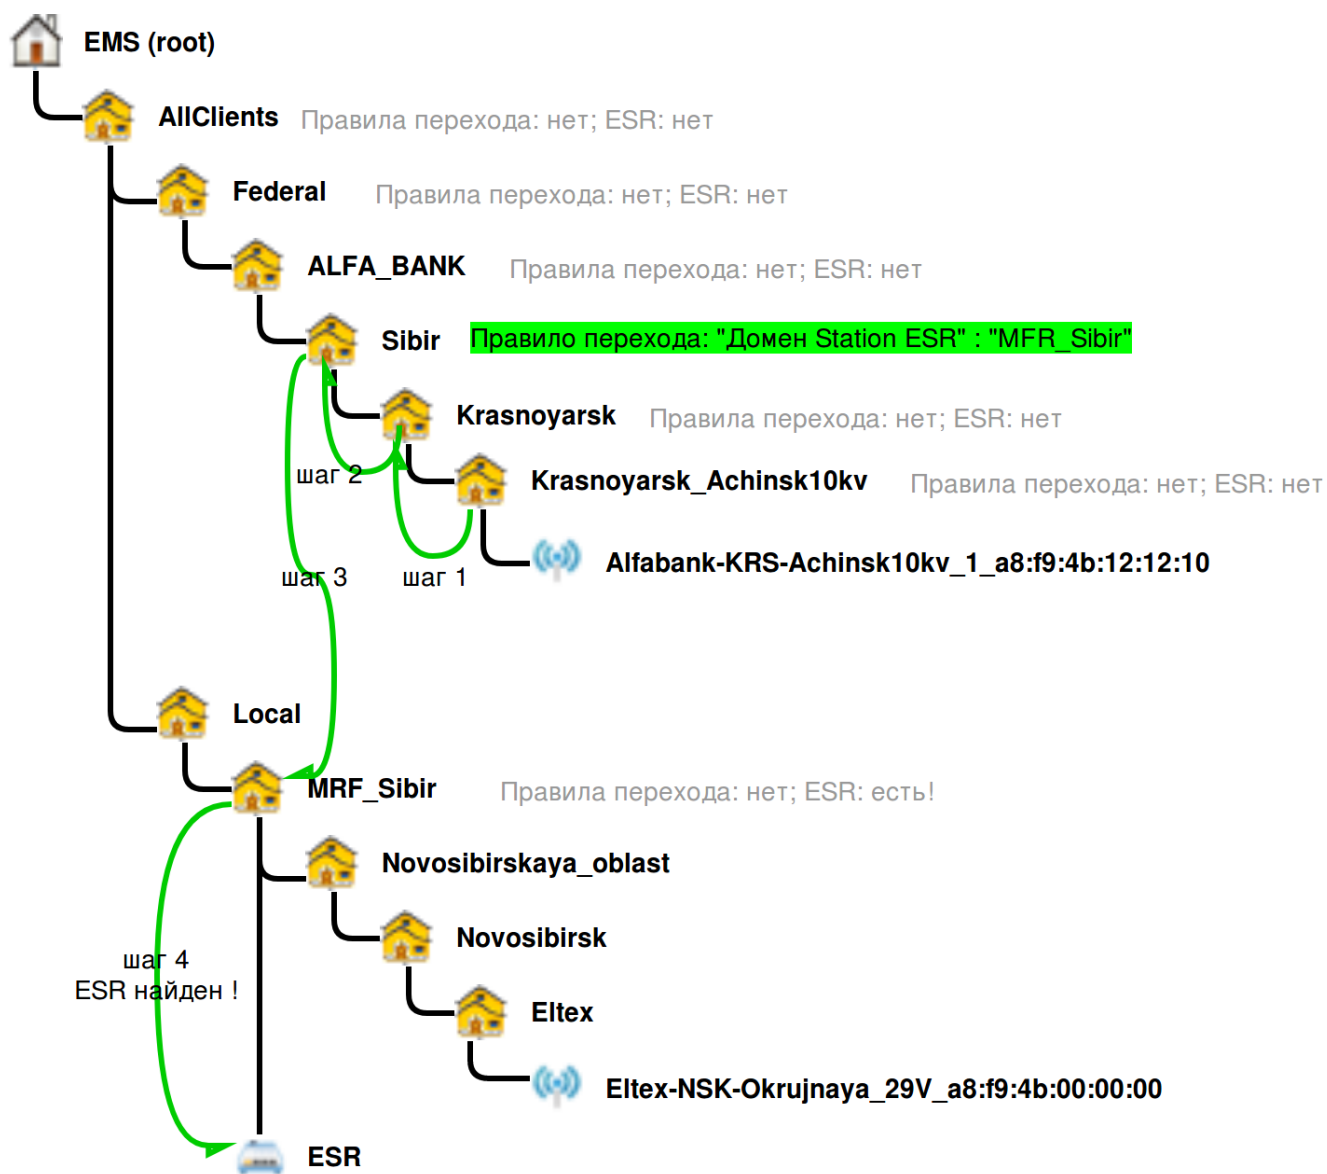 EMS (root)
AllClients Правила перехода: нет; ESR: нет
Federal Правила перехода: нет; ESR: нет
ALFA_BANK Правила перехода: нет; ESR: нет
Sibir Правило перехода: "Домен Station ESR" : "MFR_Sibir"
Krasnoyarsk Правила перехода: нет; ESR: нет
шаг 2
Krasnoyarsk_Achinsk10kv Правила перехода: нет; ESR: нет
Alfabank-KRS-Achinsk10kv_1_a8:f9:4b:12:12:10
шаг 3 шаг 1
Local
MRF_Sibir Правила перехода: нет; ESR: есть!
Novosibirskaya_oblast
Novosibirsk
шаг 4
ESR найден !
Eltex
Eltex-NSK-Okrujnaya_29V_a8:f9:4b:00:00:00
ESR